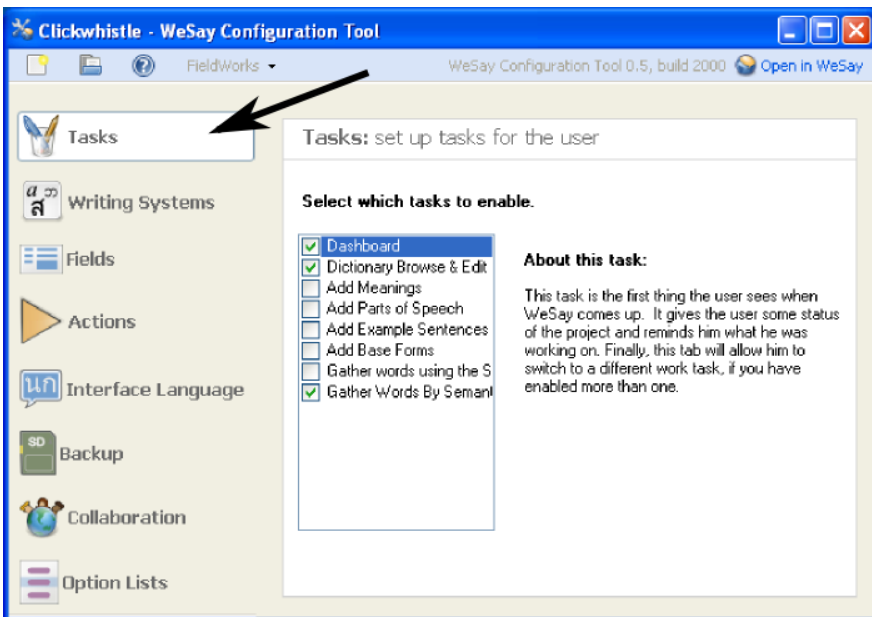 Clickwhistle - WeSay Configuration Tool
FieldWorks
WeSay Configuration Tool 0.5, build 2000
Open in WeSay
Tasks
Writing Systems
Fields
Actions
Interface Language
Backup
Collaboration
Option Lists
Tasks: set up tasks for the user
Select which tasks to enable.
Dashboard
Dictionary Browse & Edit
Add Meanings
Add Parts of Speech
Add Example Sentences
Add Base Forms
Gather words using the S
Gather Words By Semant
About this task:
This task is the first thing the user sees when
WeSay comes up. It gives the user some status
of the project and reminds him what he was
working on. Finally, this tab will allow him to
switch to a different work task, if you have
enabled more than one.
a
ส
นก
SD